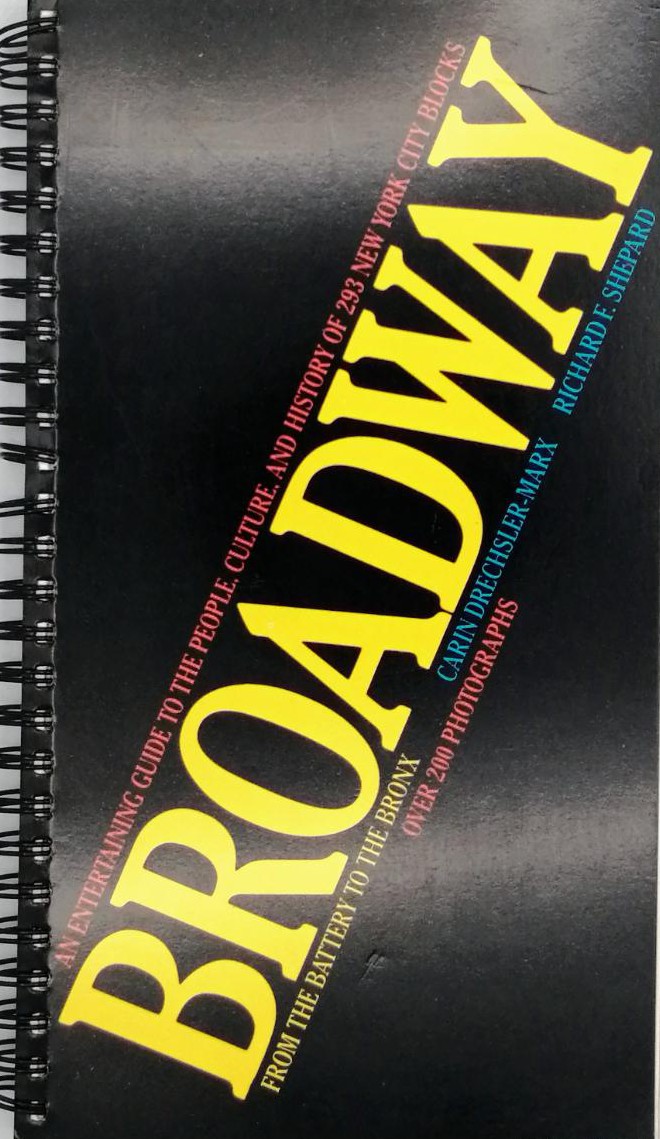 AN ENTERTAINING GUIDE TO THE PEOPLE, CULTURE, AND HISTORY OF 293 NEW YORK CITY BLOCKS
BROADWAY
FROM THE BATTERY TO THE BRONX
CARIN DRECHSLER-MARX RICHARD F. SHEPARD
OVER 200 PHOTOGRAPHS